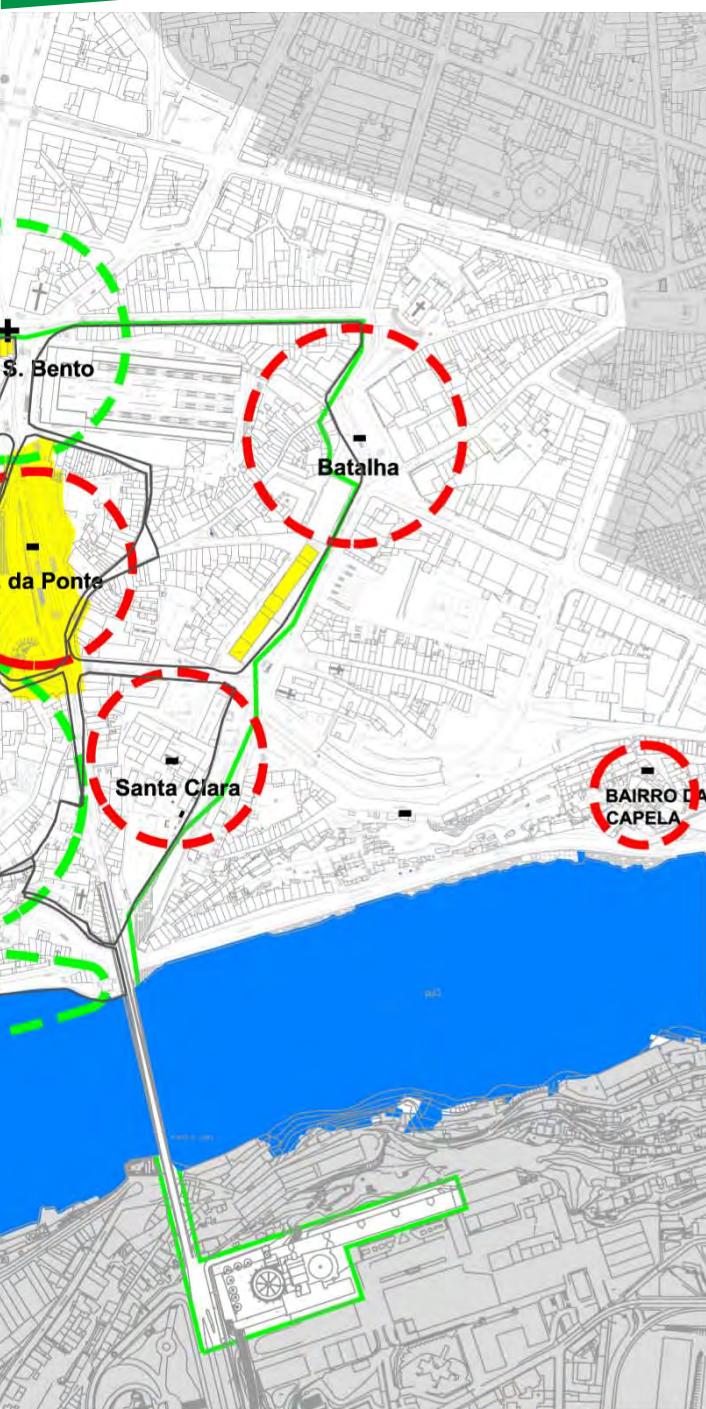 +
S. Bento
-
Batalha
-
da Ponte
-
Santa Clara
-
-
BAIRRO DA
CAPELA